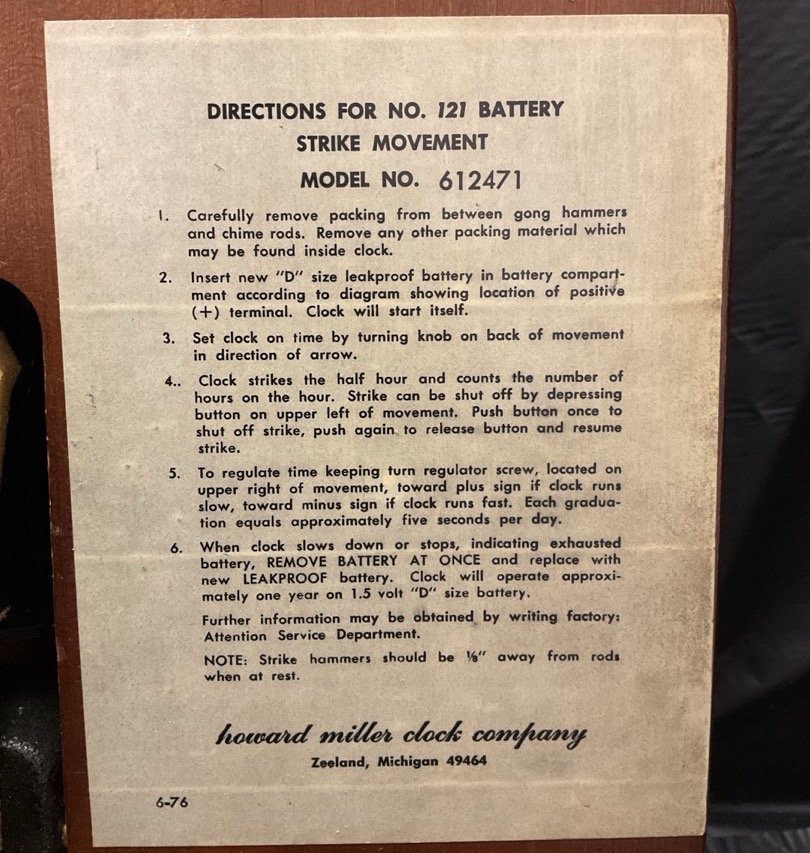 DIRECTIONS FOR NO. 121 BATTERY
STRIKE MOVEMENT
MODEL NO. 612471
1. Carefully remove packing from between gong hammers
and chime rods. Remove any other packing material which
may be found inside clock.
2. Insert new "D" size leakproof battery in battery compart-
ment according to diagram showing location of positive
(+) terminal. Clock will start itself.
3. Set clock on time by turning knob on back of movement
in direction of arrow.
4.. Clock strikes the half hour and counts the number of
hours on the hour. Strike can be shut off by depressing
button on upper left of movement. Push button once to
shut off strike, push again to release button and resume
strike.
5. To regulate time keeping turn regulator screw, located on
upper right of movement, toward plus sign if clock runs
slow, toward minus sign if clock runs fast. Each gradua-
tion equals approximately five seconds per day.
6. When clock slows down or stops, indicating exhausted
battery, REMOVE BATTERY AT ONCE and replace with
new LEAKPROOF battery. Clock will operate approxi-
mately one year on 1.5 volt "D" size battery.
Further information may be obtained by writing factory:
Attention Service Department.
NOTE: Strike hammers should be ⅛" away from rods
when at rest.
howard miller clock company
Zeeland, Michigan 49464
6-76